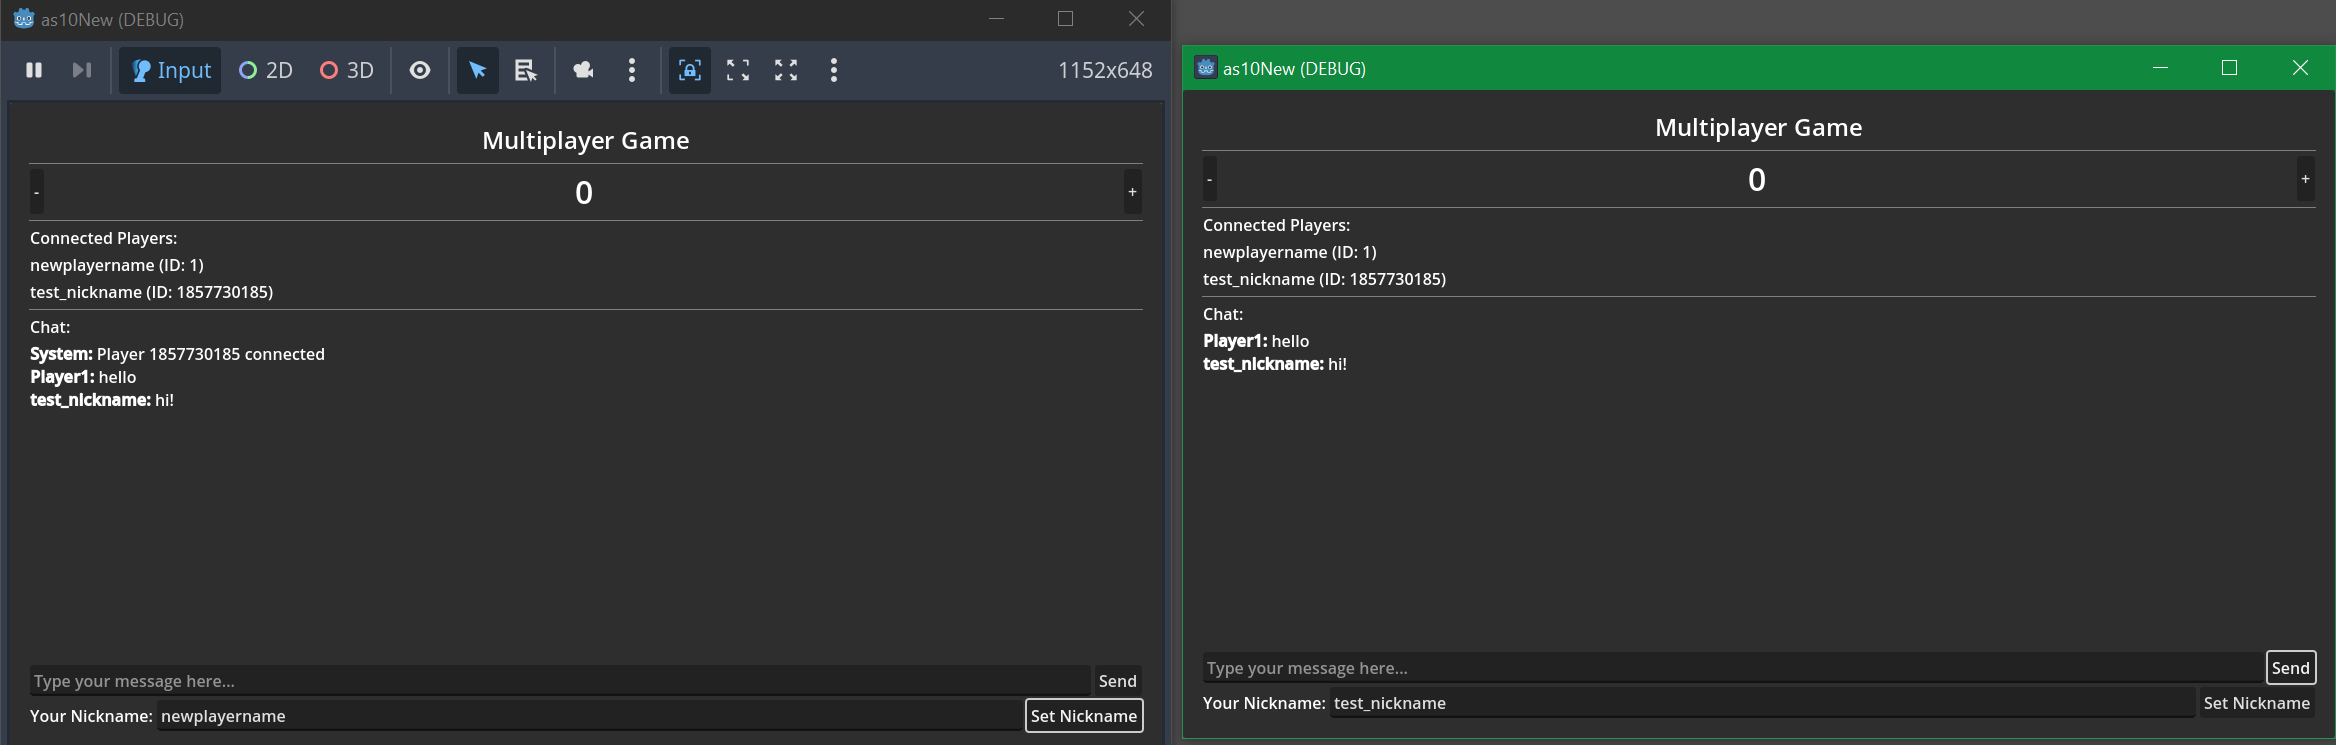 as10New (DEBUG)
Input 2D 3D 1152x648
Multiplayer Game
- 0 +
Connected Players:
newplayername (ID: 1)
test_nickname (ID: 1857730185)
Chat:
System: Player 1857730185 connected
Player1: hello
test_nickname: hi!
Type your message here... Send
Your Nickname: newplayername Set Nickname
as10New (DEBUG)
Multiplayer Game
- 0 +
Connected Players:
newplayername (ID: 1)
test_nickname (ID: 1857730185)
Chat:
Player1: hello
test_nickname: hi!
Type your message here... Send
Your Nickname: test_nickname Set Nickname